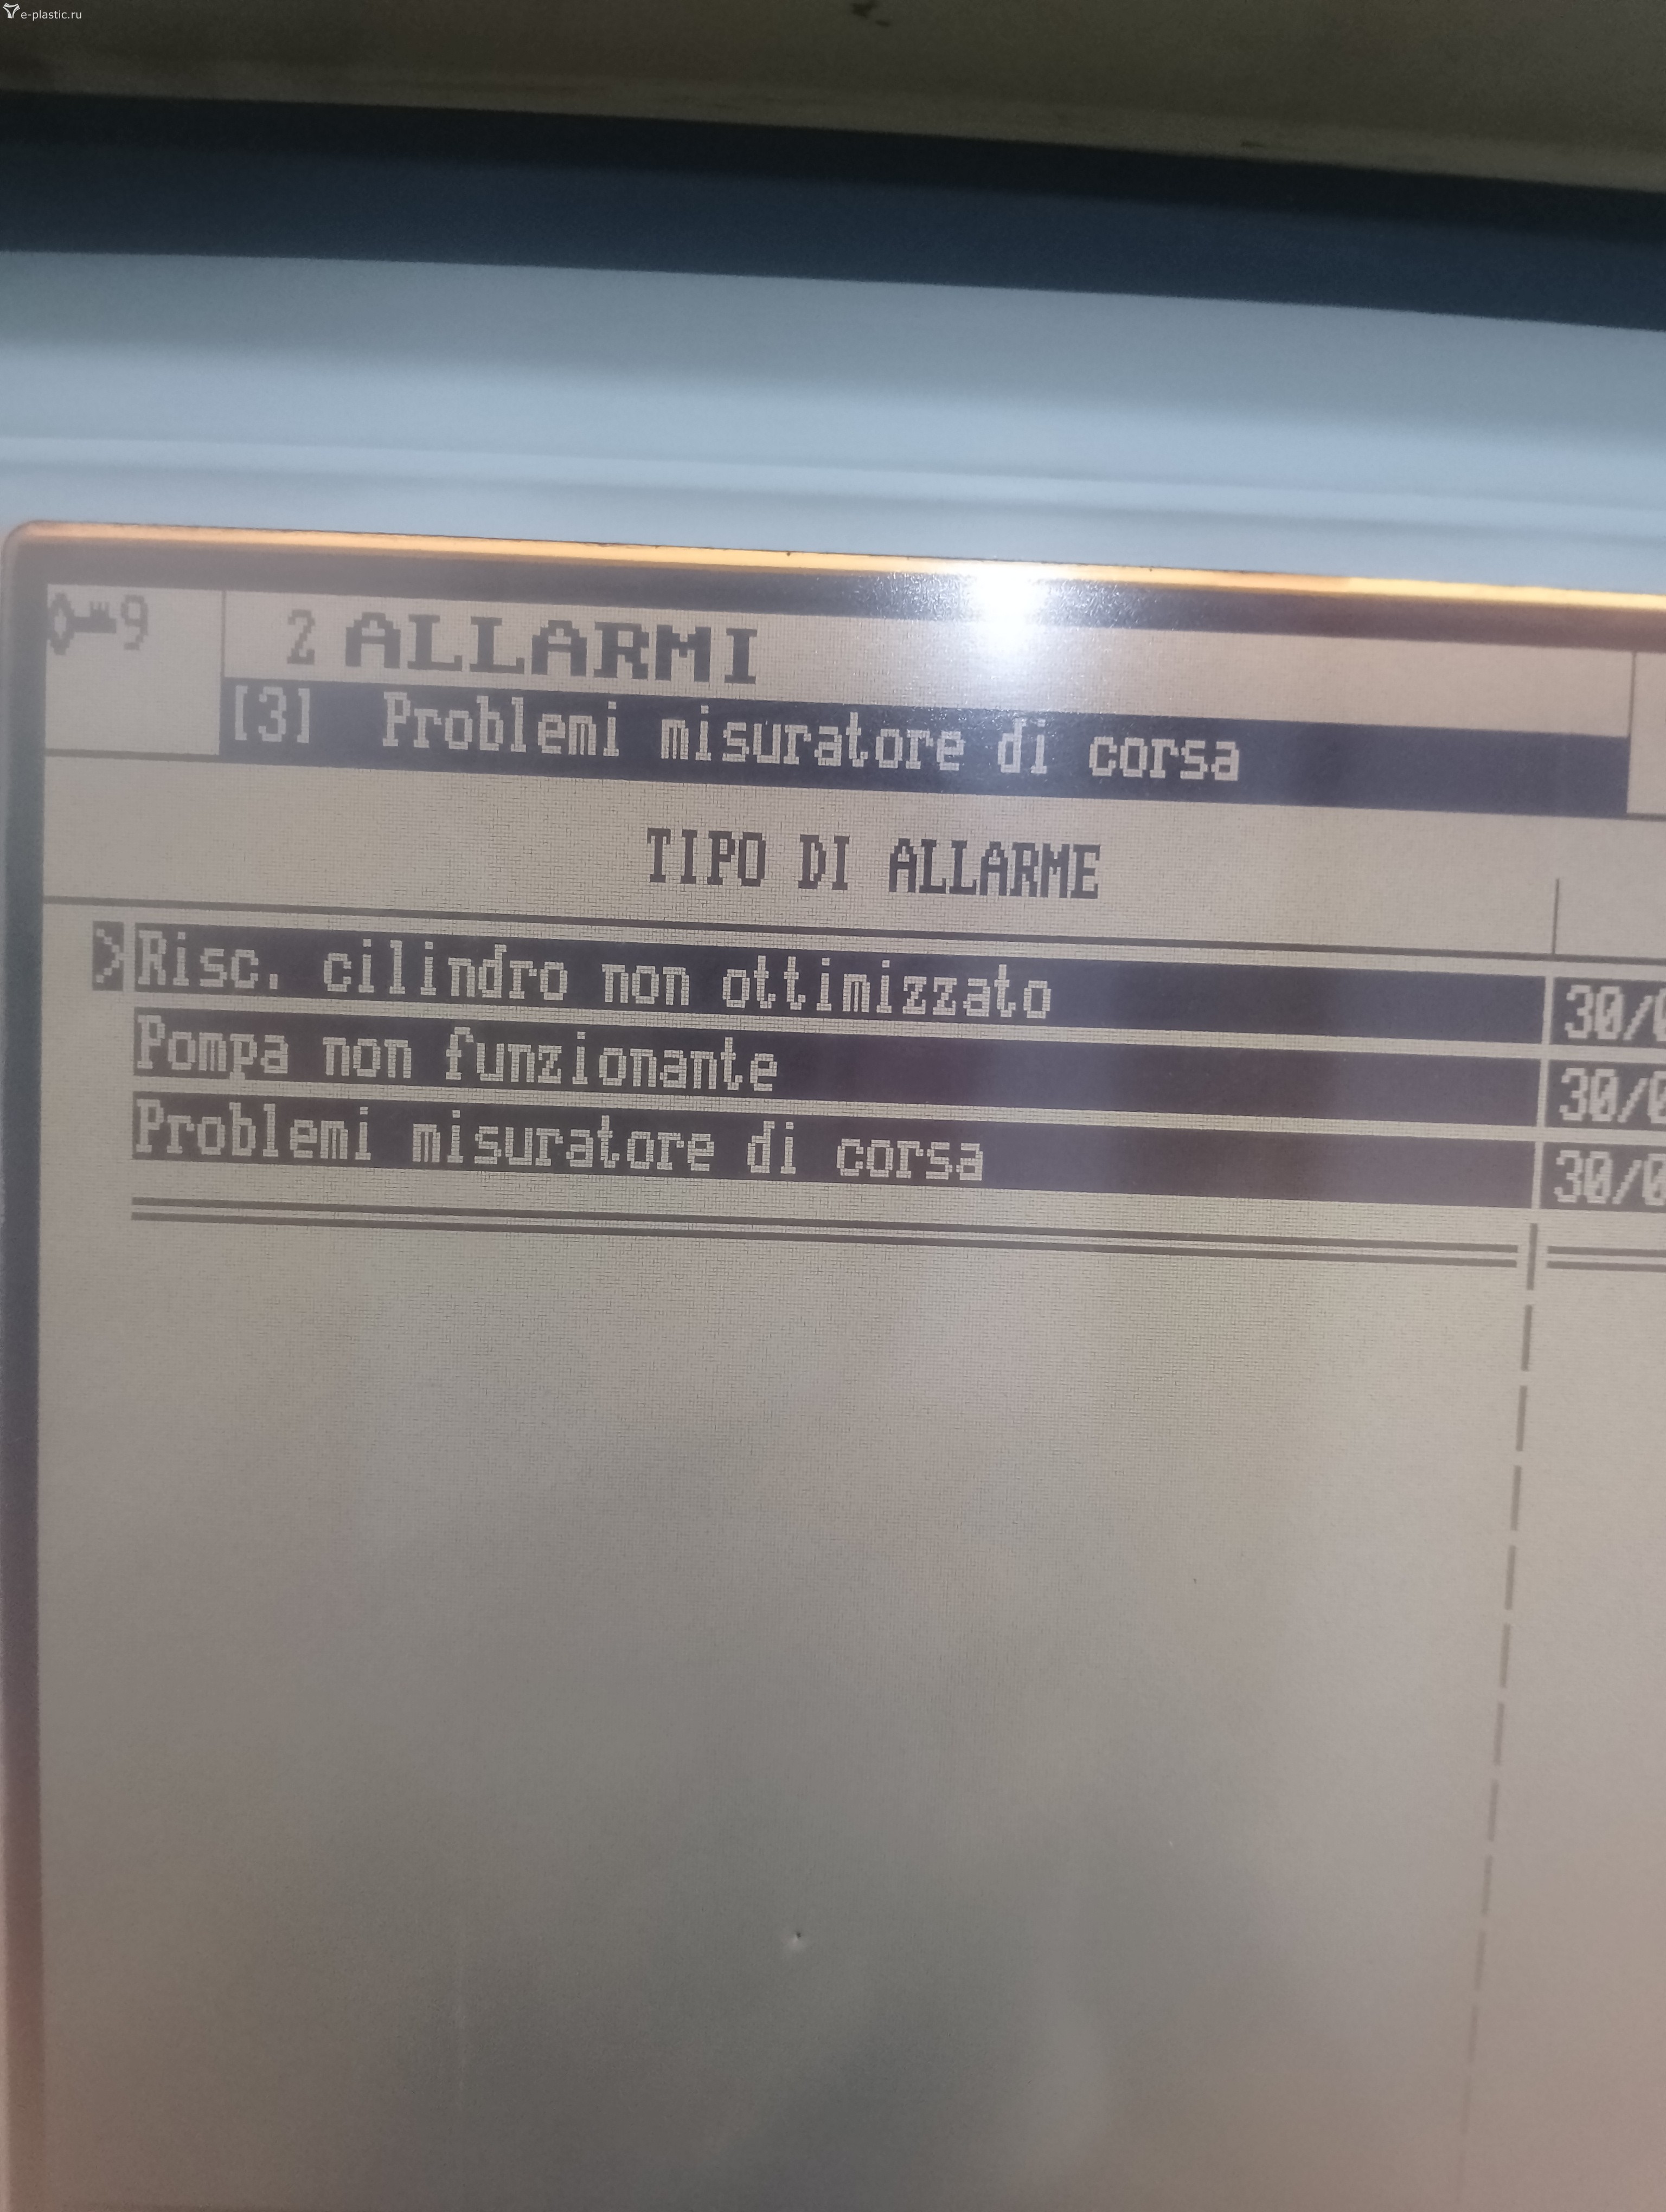 e-plastic.ru
9
2 ALLARMI
[3] Problemi misuratore di corsa
TIPO DI ALLARME
>Risc. cilindro non ottimizzato 30/0
Pompa non funzionante 30/0
Problemi misuratore di corsa 30/0